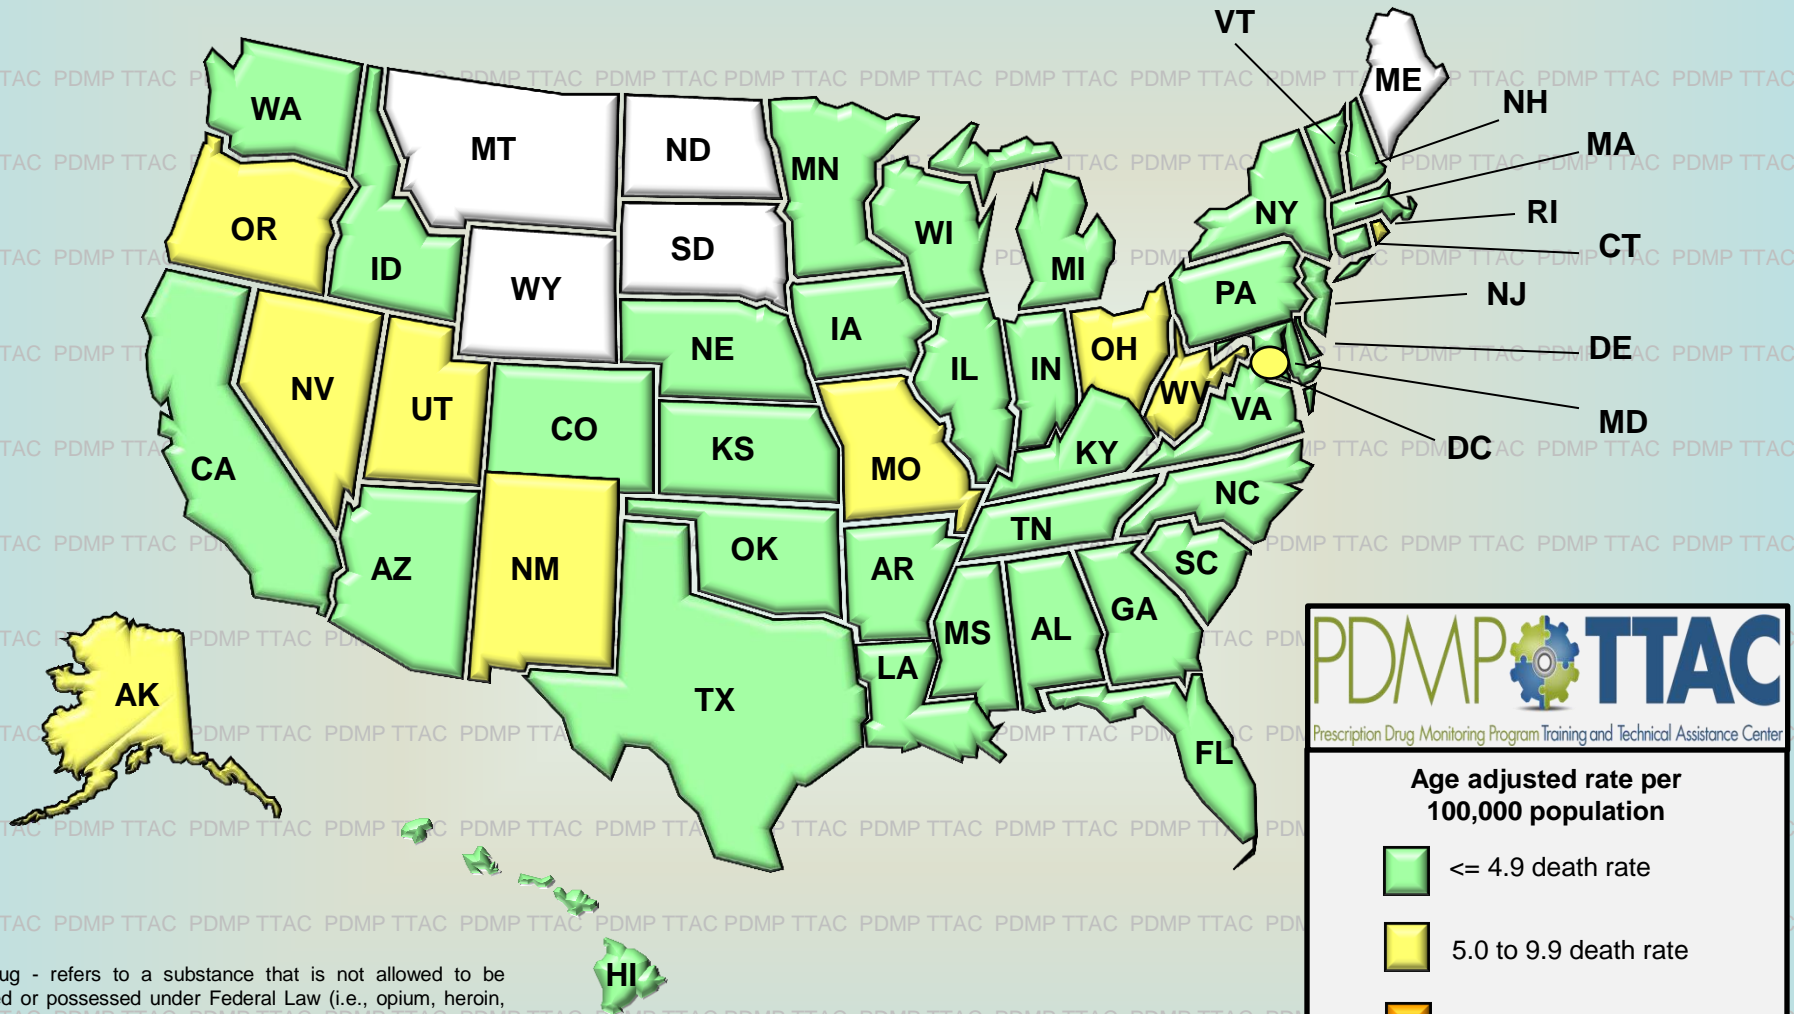 VT
ME
NH
MA
RI
CT
NJ
DE
MD
DC
WA
MT
ND
MN
OR
ID
WY
SD
WI
MI
NY
PA
NE
IA
IL
IN
OH
WV
VA
NV
UT
CO
KS
MO
KY
CA
NC
TN
AZ
NM
OK
AR
SC
MS
AL
GA
LA
TX
FL
AK
HI
PDMP TTAC
Prescription Drug Monitoring Program Training and Technical Assistance Center
Age adjusted rate per
100,000 population
<= 4.9 death rate
5.0 to 9.9 death rate
- refers to a substance that is not allowed to be
or possessed under Federal Law (i.e., opium, heroin,